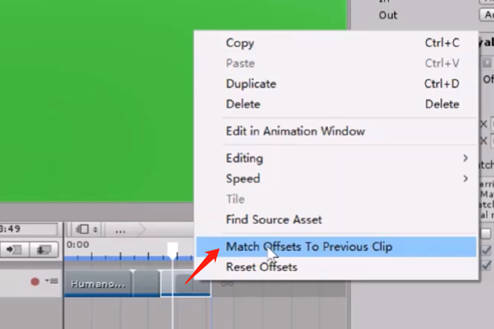 In
Out
Copy Ctrl+C
Paste Ctrl+V
Duplicate Ctrl+D
Delete Delete
Edit in Animation Window
Editing
Speed
Tile
Find Source Asset
Match Offsets To Previous Clip
Reset Offsets
3:49
...
0:00
Humano...